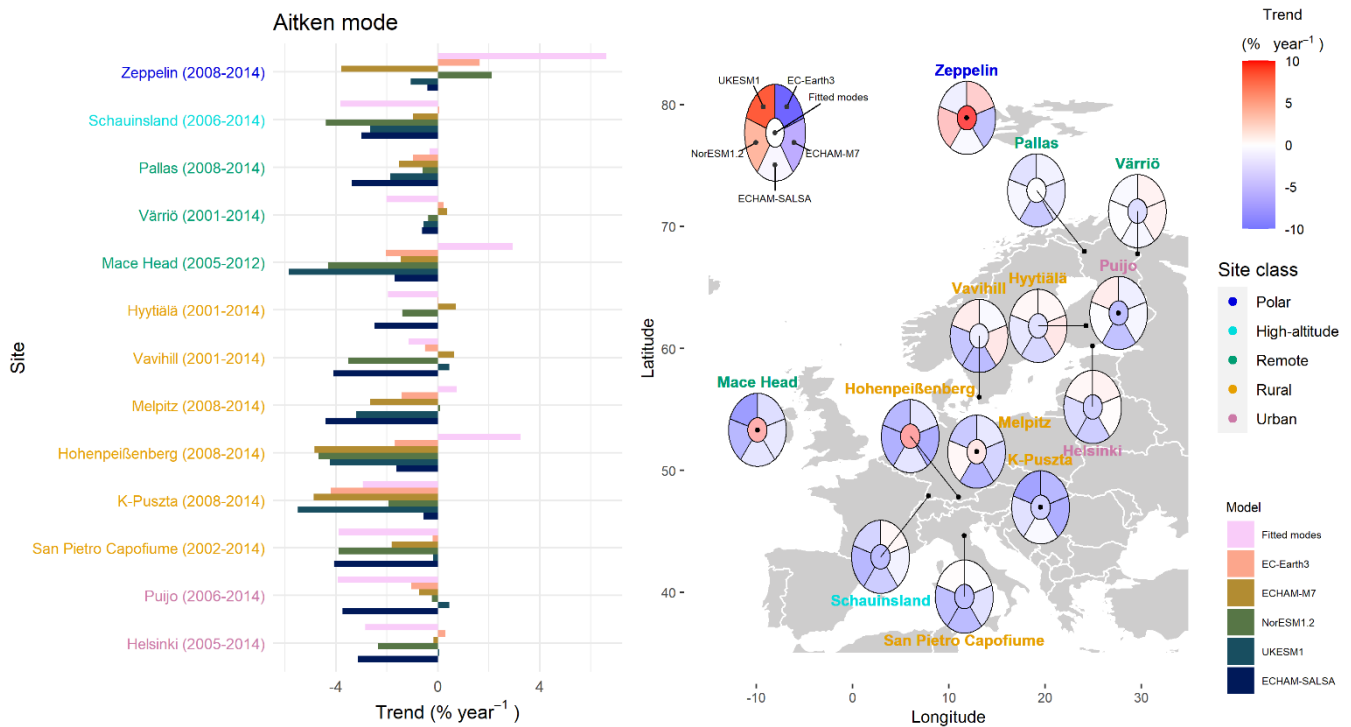 Aitken mode
Zeppelin (2008-2014)
Schauinsland (2006-2014)
Pallas (2008-2014)
Värriö (2001-2014)
Mace Head (2005-2012)
Hyytiälä (2001-2014)
Vavihill (2001-2014)
Melpitz (2008-2014)
Hohenpeißenberg (2008-2014)
K-Puszta (2008-2014)
San Pietro Capofiume (2002-2014)
Puijo (2006-2014)
Helsinki (2005-2014)
Site
-4 0 4
Trend (% year⁻¹ )
Latitude
80
70
60
50
40
-10 0 10 20 30
Longitude
UKESM1
EC-Earth3
Fitted modes
NorESM1.2
ECHAM-M7
ECHAM-SALSA
Zeppelin
Pallas
Värriö
Puijo
Hyytiälä
Vavihill
Hohenpeißenberg
Mace Head
Melpitz
Helsinki
K-Puszta
Schauinsland
San Pietro Capofiume
Trend
(% year⁻¹ )
10
5
0
-5
-10
Site class
Polar
High-altitude
Remote
Rural
Urban
Model
Fitted modes
EC-Earth3
ECHAM-M7
NorESM1.2
UKESM1
ECHAM-SALSA